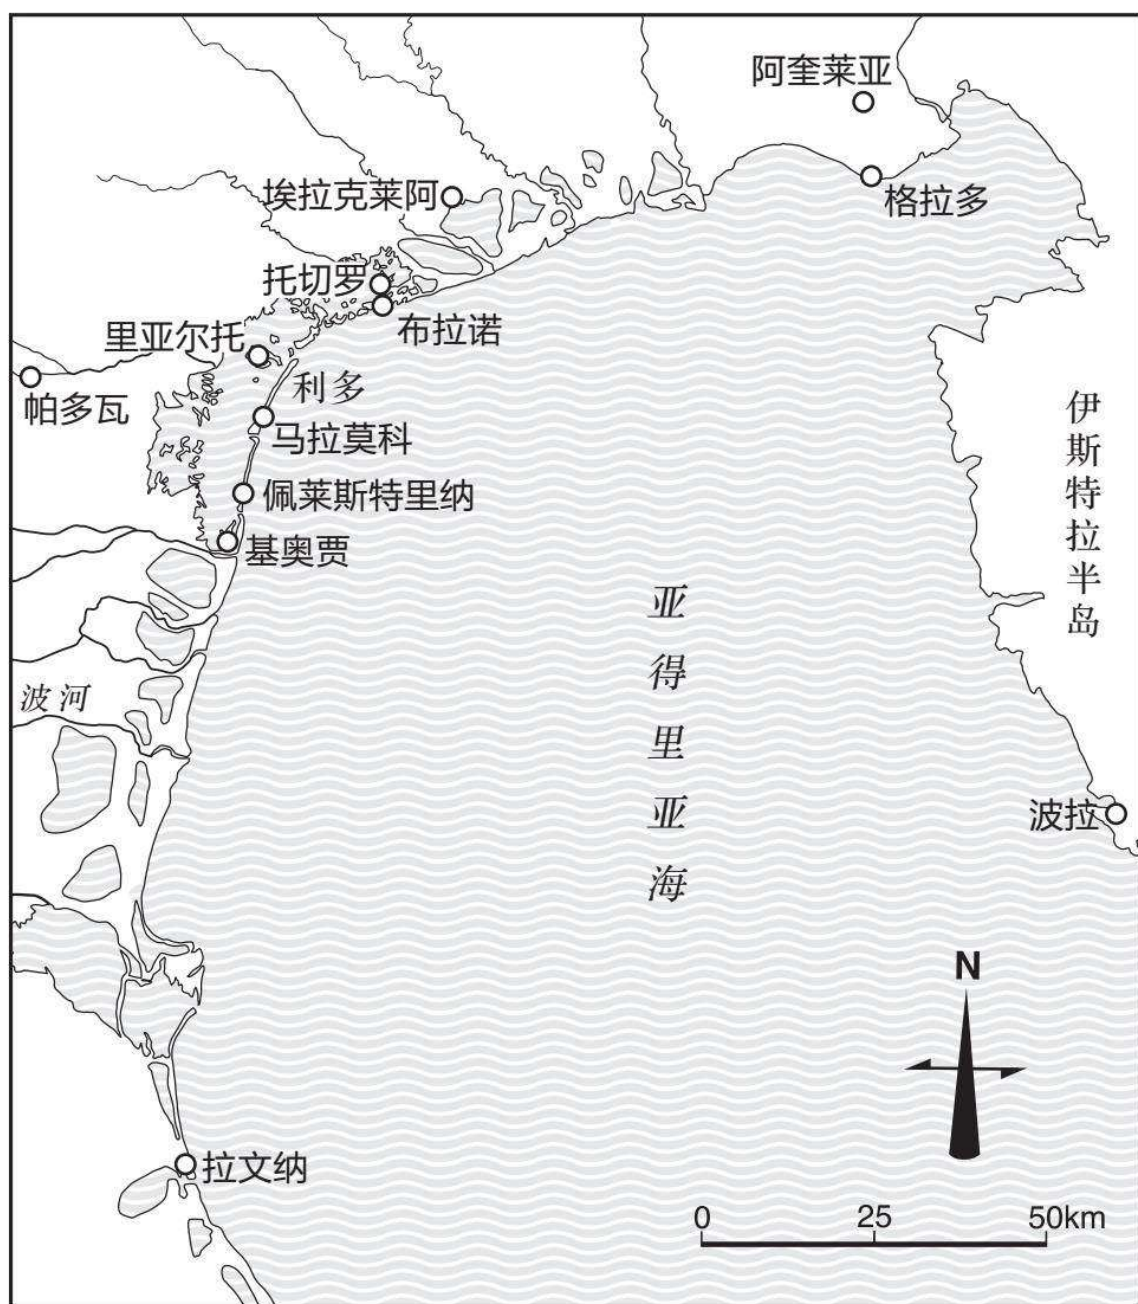 阿奎莱亚
埃拉克莱阿
格拉多
托切罗
布拉诺
里亚尔托
利多
帕多瓦
马拉莫科
伊斯特拉半岛
佩莱斯特里纳
基奥贾
亚得里亚海
波河
波拉
N
拉文纳
0 25 50km